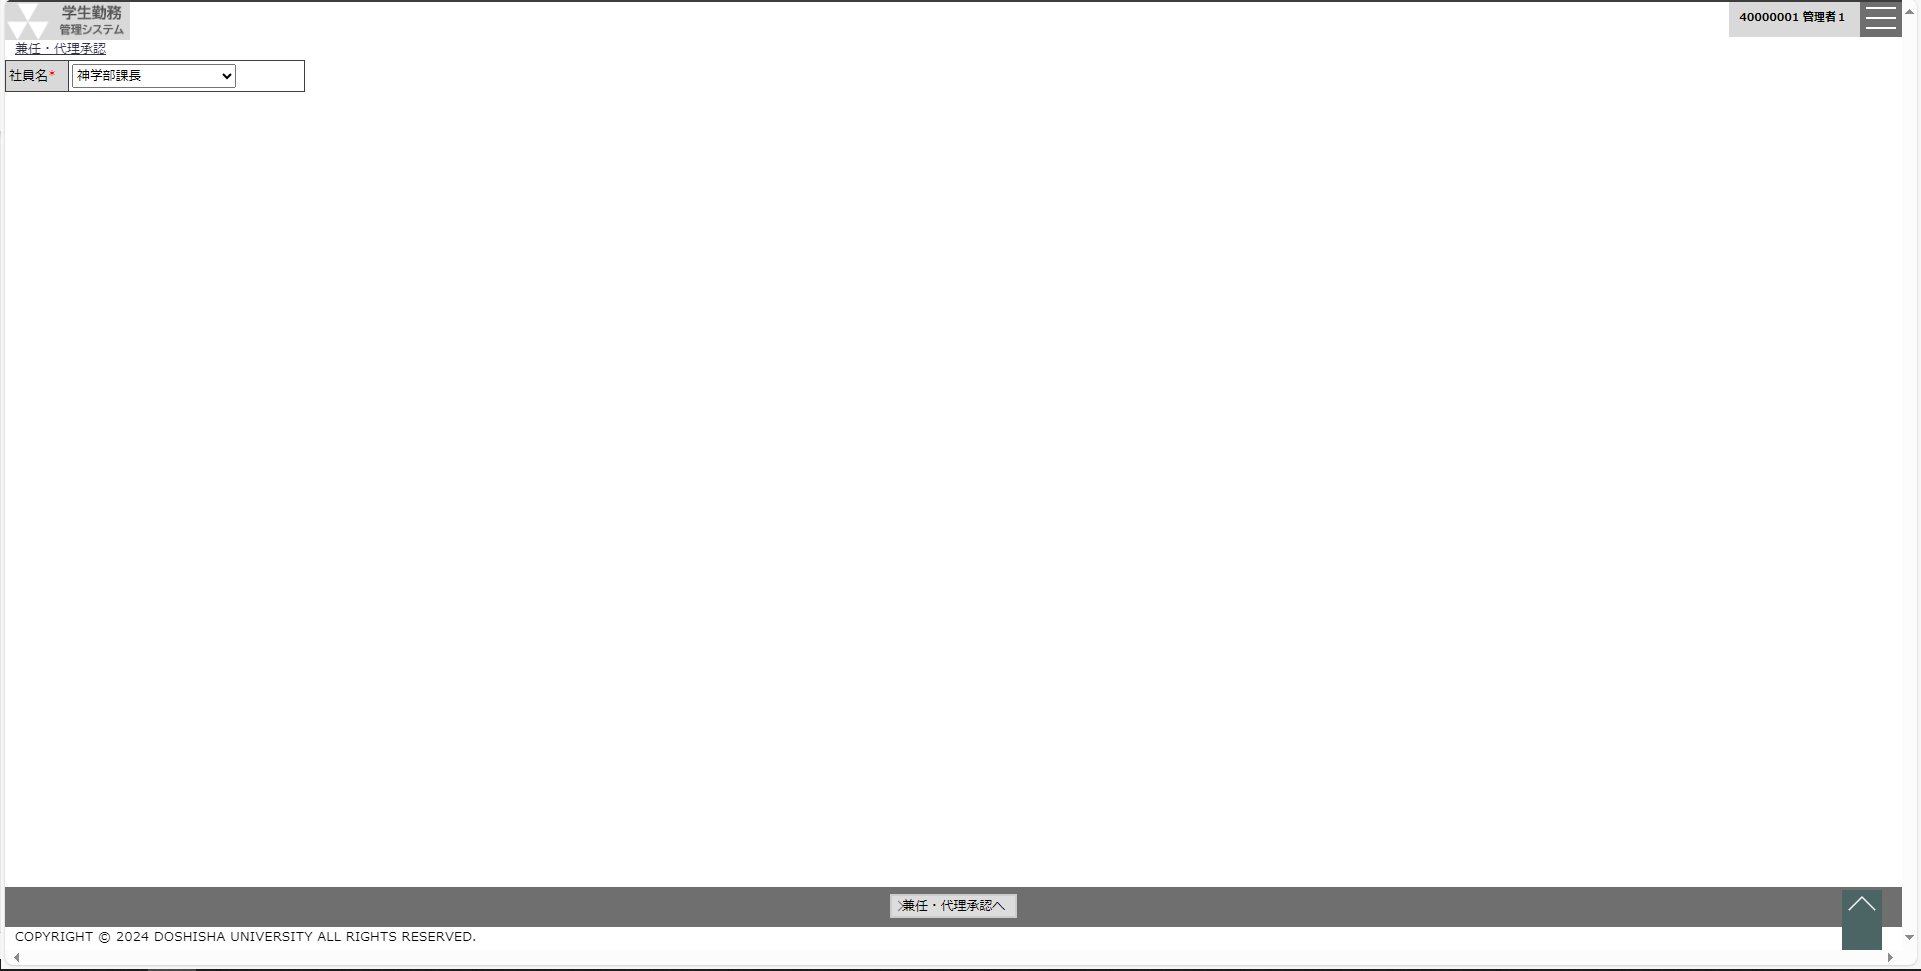 学生勤務
管理システム
40000001 管理者1
兼任・代理承認
社員名*
神学部課長
兼任・代理承認へ
COPYRIGHT © 2024 DOSHISHA UNIVERSITY ALL RIGHTS RESERVED.